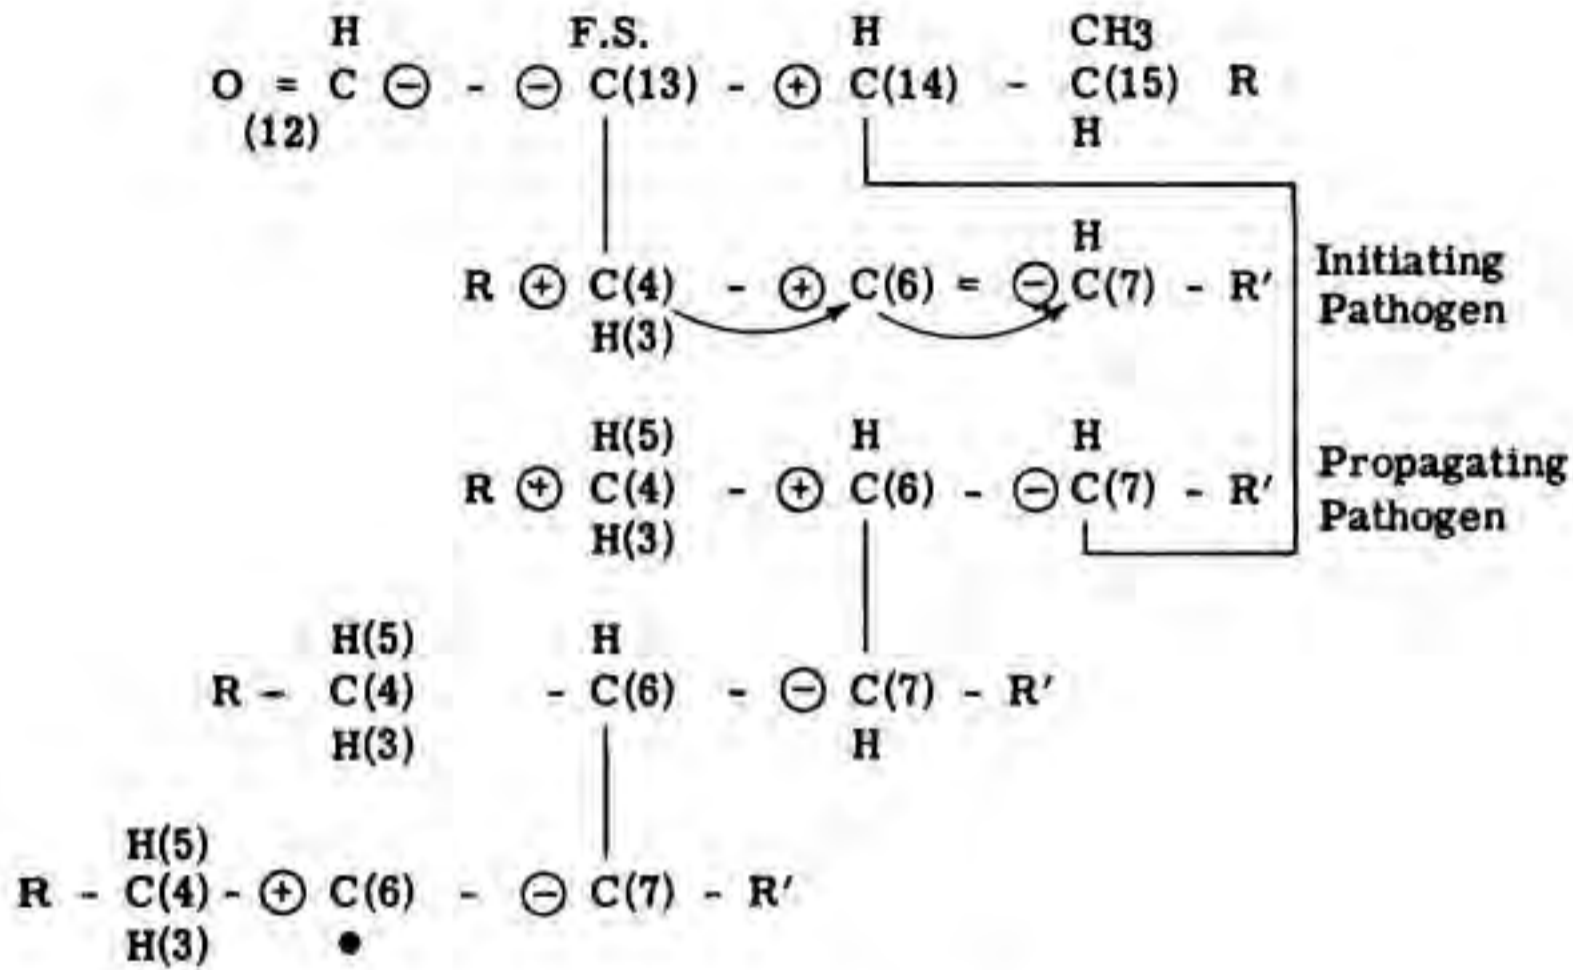 H F.S. H CH3
O = C ⊖ - ⊖ C(13) - ⊕ C(14) - C(15) R
(12) H
H
R ⊕ C(4) - ⊕ C(6) = ⊖ C(7) - R′
H(3)
Initiating
Pathogen
H(5) H H
R ⊕ C(4) - ⊕ C(6) - ⊖ C(7) - R′
H(3)
Propagating
Pathogen
H(5) H
R - C(4) - C(6) - ⊖ C(7) - R′
H(3) H
H(5)
R - C(4) - ⊕ C(6) - ⊖ C(7) - R′
H(3) •